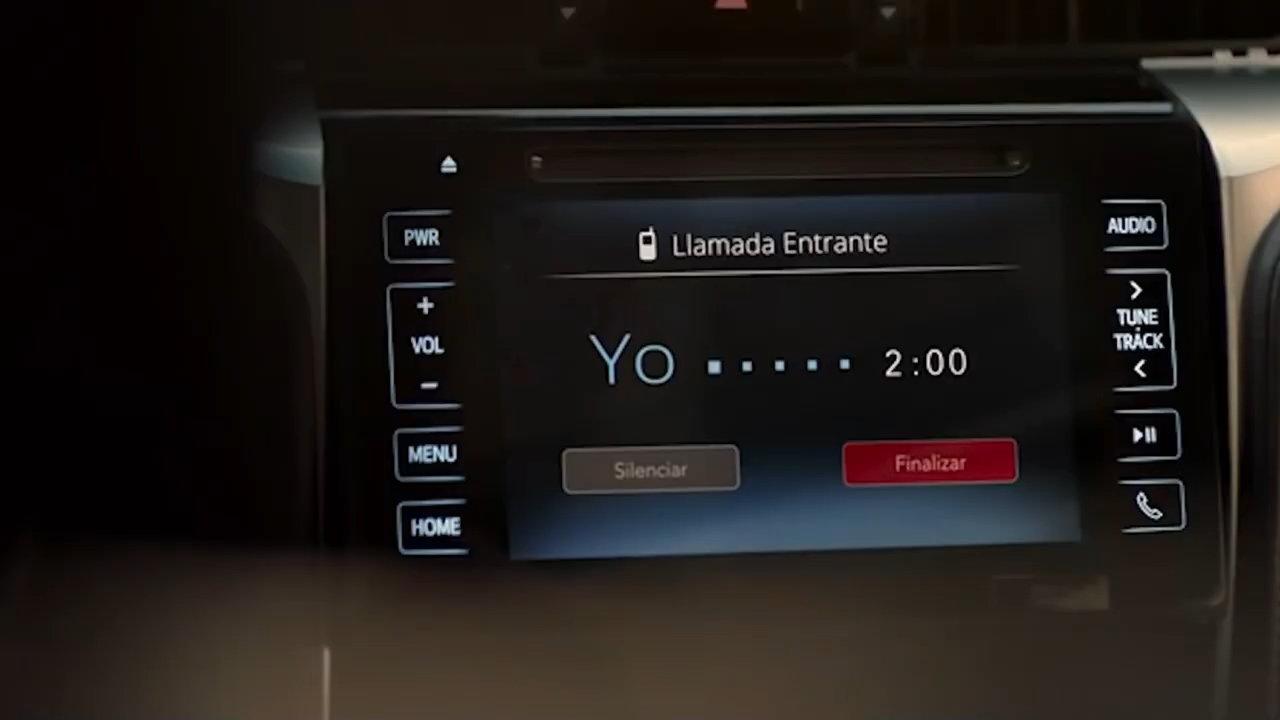 PWR
+
VOL
−
MENU
HOME
Llamada Entrante
Yo ..... 2:00
Silenciar
Finalizar
AUDIO
>
TUNE
TRACK
<